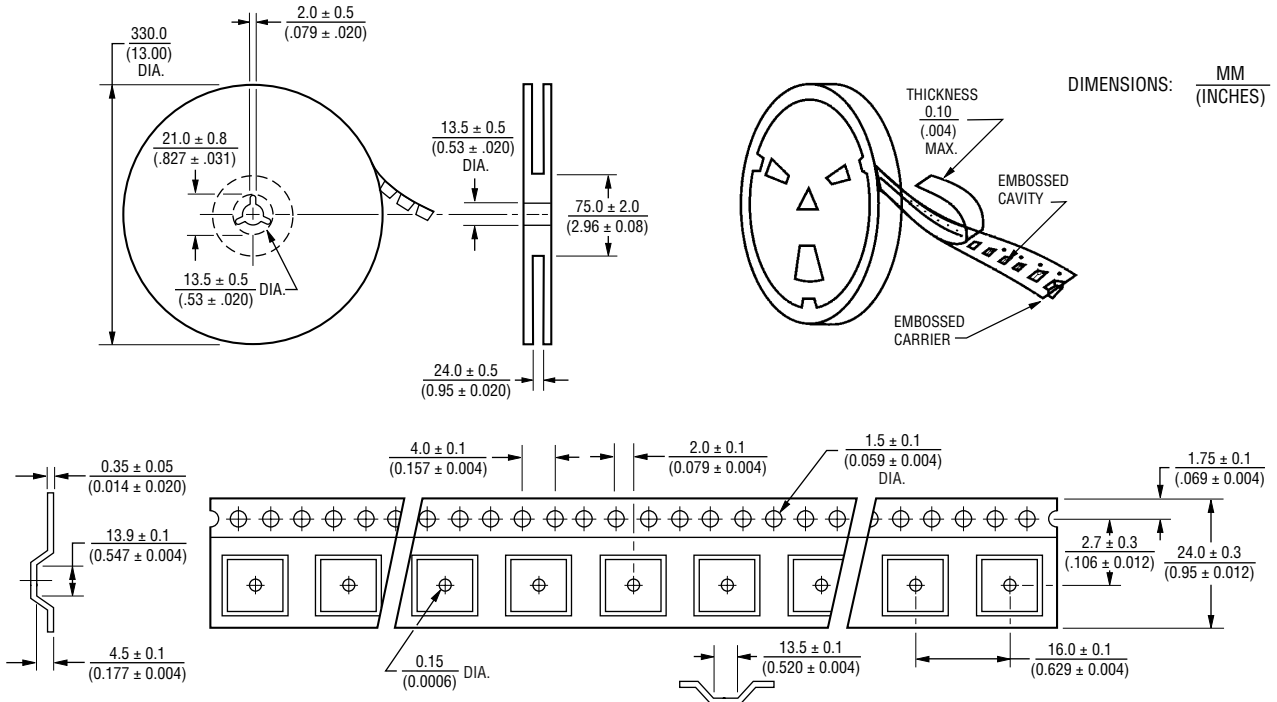 2.0 ± 0.5
(.079 ± .020)
330.0
(13.00)
DIA.
21.0 ± 0.8
(.827 ± .031)
13.5 ± 0.5
(.53 ± .020)
DIA.
13.5 ± 0.5
(0.53 ± .020)
DIA.
75.0 ± 2.0
(2.96 ± 0.08)
24.0 ± 0.5
(0.95 ± 0.020)
THICKNESS
0.10
(.004)
MAX.
EMBOSSED
CAVITY
EMBOSSED
CARRIER
DIMENSIONS: MM
(INCHES)
0.35 ± 0.05
(0.014 ± 0.020)
13.9 ± 0.1
(0.547 ± 0.004)
4.5 ± 0.1
(0.177 ± 0.004)
4.0 ± 0.1
(0.157 ± 0.004)
2.0 ± 0.1
(0.079 ± 0.004)
1.5 ± 0.1
(0.059 ± 0.004)
DIA.
1.75 ± 0.1
(.069 ± 0.004)
2.7 ± 0.3
(.106 ± 0.012)
24.0 ± 0.3
(0.95 ± 0.012)
0.15
(0.0006)
DIA.
13.5 ± 0.1
(0.520 ± 0.004)
16.0 ± 0.1
(0.629 ± 0.004)